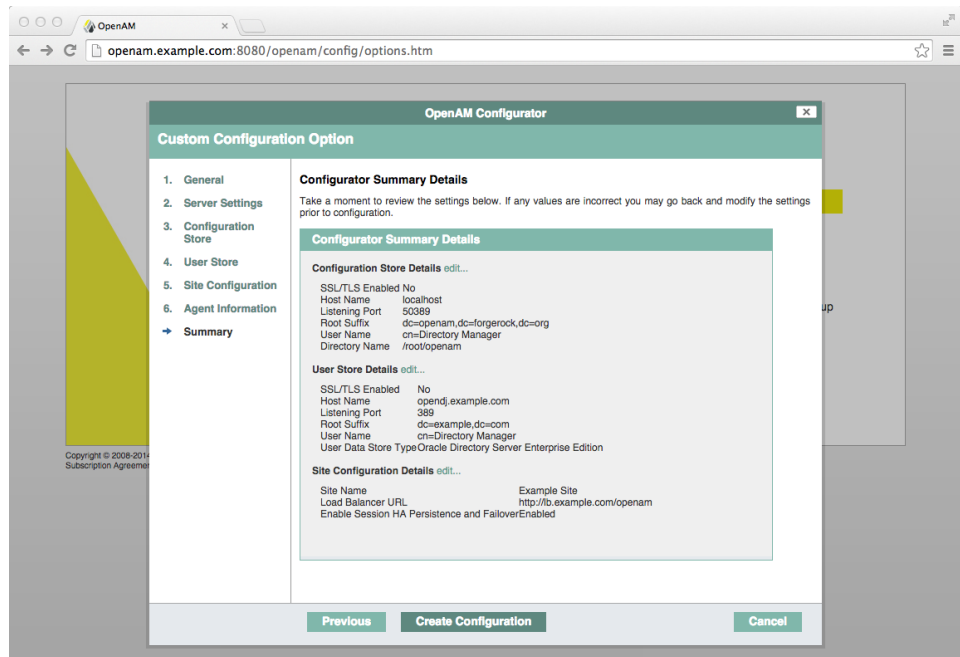 OpenAM
openam.example.com:8080/openam/config/options.htm
OpenAM Configurator
Custom Configuration Option
1. General
2. Server Settings
3. Configuration
Store
4. User Store
5. Site Configuration
6. Agent Information
Summary
Configurator Summary Details
Take a moment to review the settings below. If any values are incorrect you may go back and modify the settings
prior to configuration.
Configurator Summary Details
Configuration Store Details edit...
SSL/TLS Enabled No
Host Name localhost
Listening Port 50389
Root Suffix dc=openam,dc=forgerock,dc=org
User Name cn=Directory Manager
Directory Name /root/openam
User Store Details edit...
SSL/TLS Enabled No
Host Name opendj.example.com
Listening Port 389
Root Suffix dc=example,dc=com
User Name cn=Directory Manager
User Data Store TypeOracle Directory Server Enterprise Edition
Site Configuration Details edit...
Site Name Example Site
Load Balancer URL http://lb.example.com/openam
Enable Session HA Persistence and FailoverEnabled
up
Copyright © 2008-2014
Subscription Agreemer
Previous
Create Configuration
Cancel